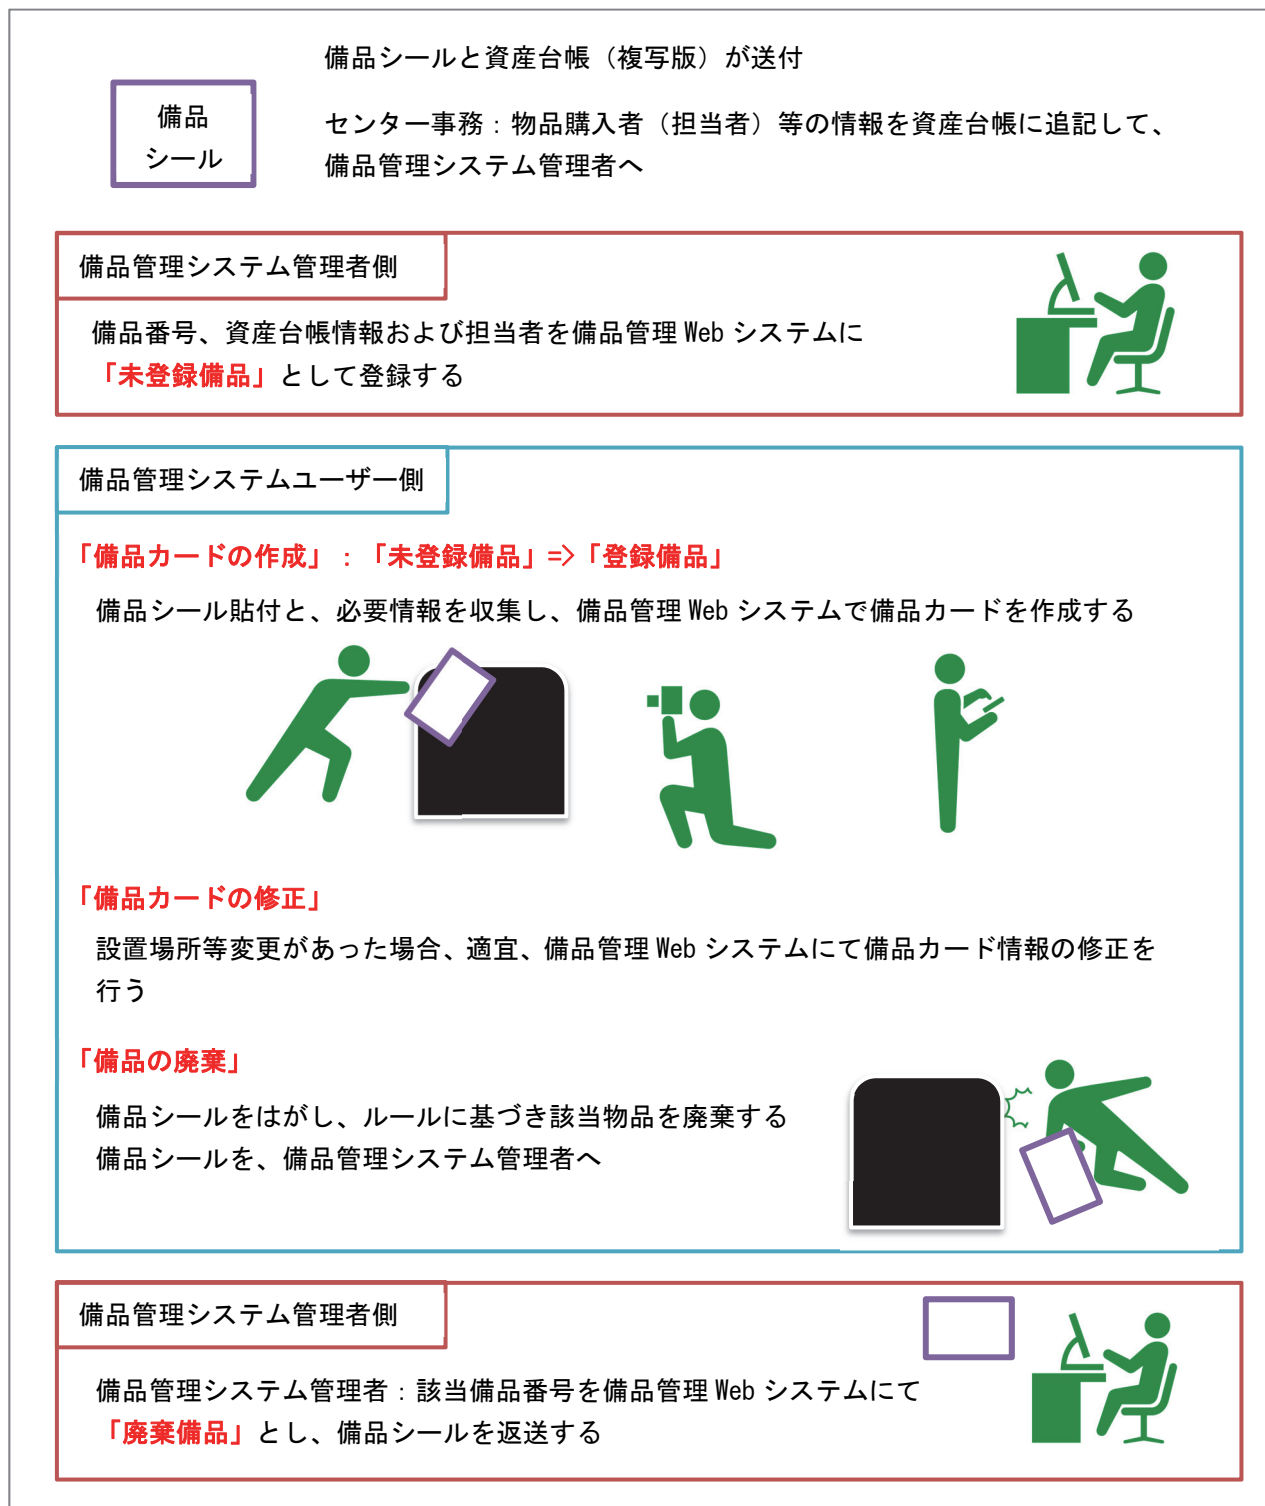 備品シールと資産台帳（複写版）が送付
備品
シール
センター事務：物品購入者（担当者）等の情報を資産台帳に追記して、
備品管理システム管理者へ
備品管理システム管理者側
備品番号、資産台帳情報および担当者を備品管理 Web システムに
「未登録備品」として登録する
備品管理システムユーザー側
「備品カードの作成」：「未登録備品」=>「登録備品」
備品シール貼付と、必要情報を収集し、備品管理 Web システムで備品カードを作成する
「備品カードの修正」
設置場所等変更があった場合、適宜、備品管理 Web システムにて備品カード情報の修正を
行う
「備品の廃棄」
備品シールをはがし、ルールに基づき該当物品を廃棄する
備品シールを、備品管理システム管理者へ
備品管理システム管理者側
備品管理システム管理者：該当備品番号を備品管理 Web システムにて
「廃棄備品」とし、備品シールを返送する